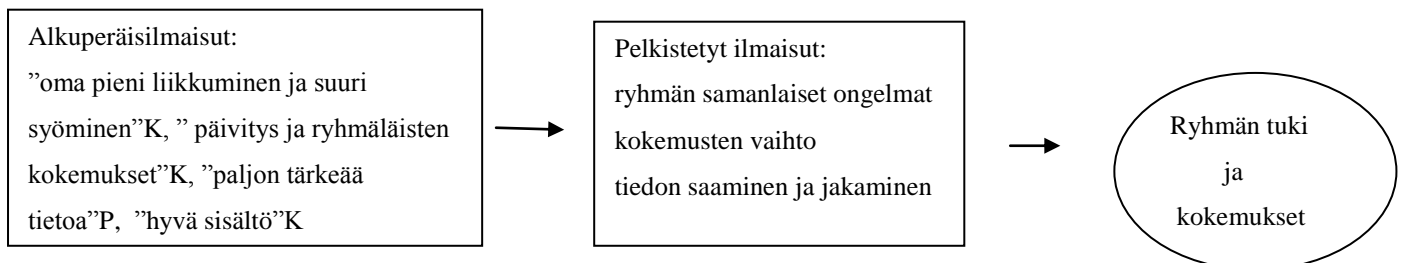 Alkuperäisilmaisut:
”oma pieni liikkuminen ja suuri
syöminen”K, ” päivitys ja ryhmäläisten
kokemukset”K, ”paljon tärkeää
tietoa”P, ”hyvä sisältö”K
Pelkistetyt ilmaisut:
ryhmän samanlaiset ongelmat
kokemusten vaihto
tiedon saaminen ja jakaminen
Ryhmän tuki
ja
kokemukset